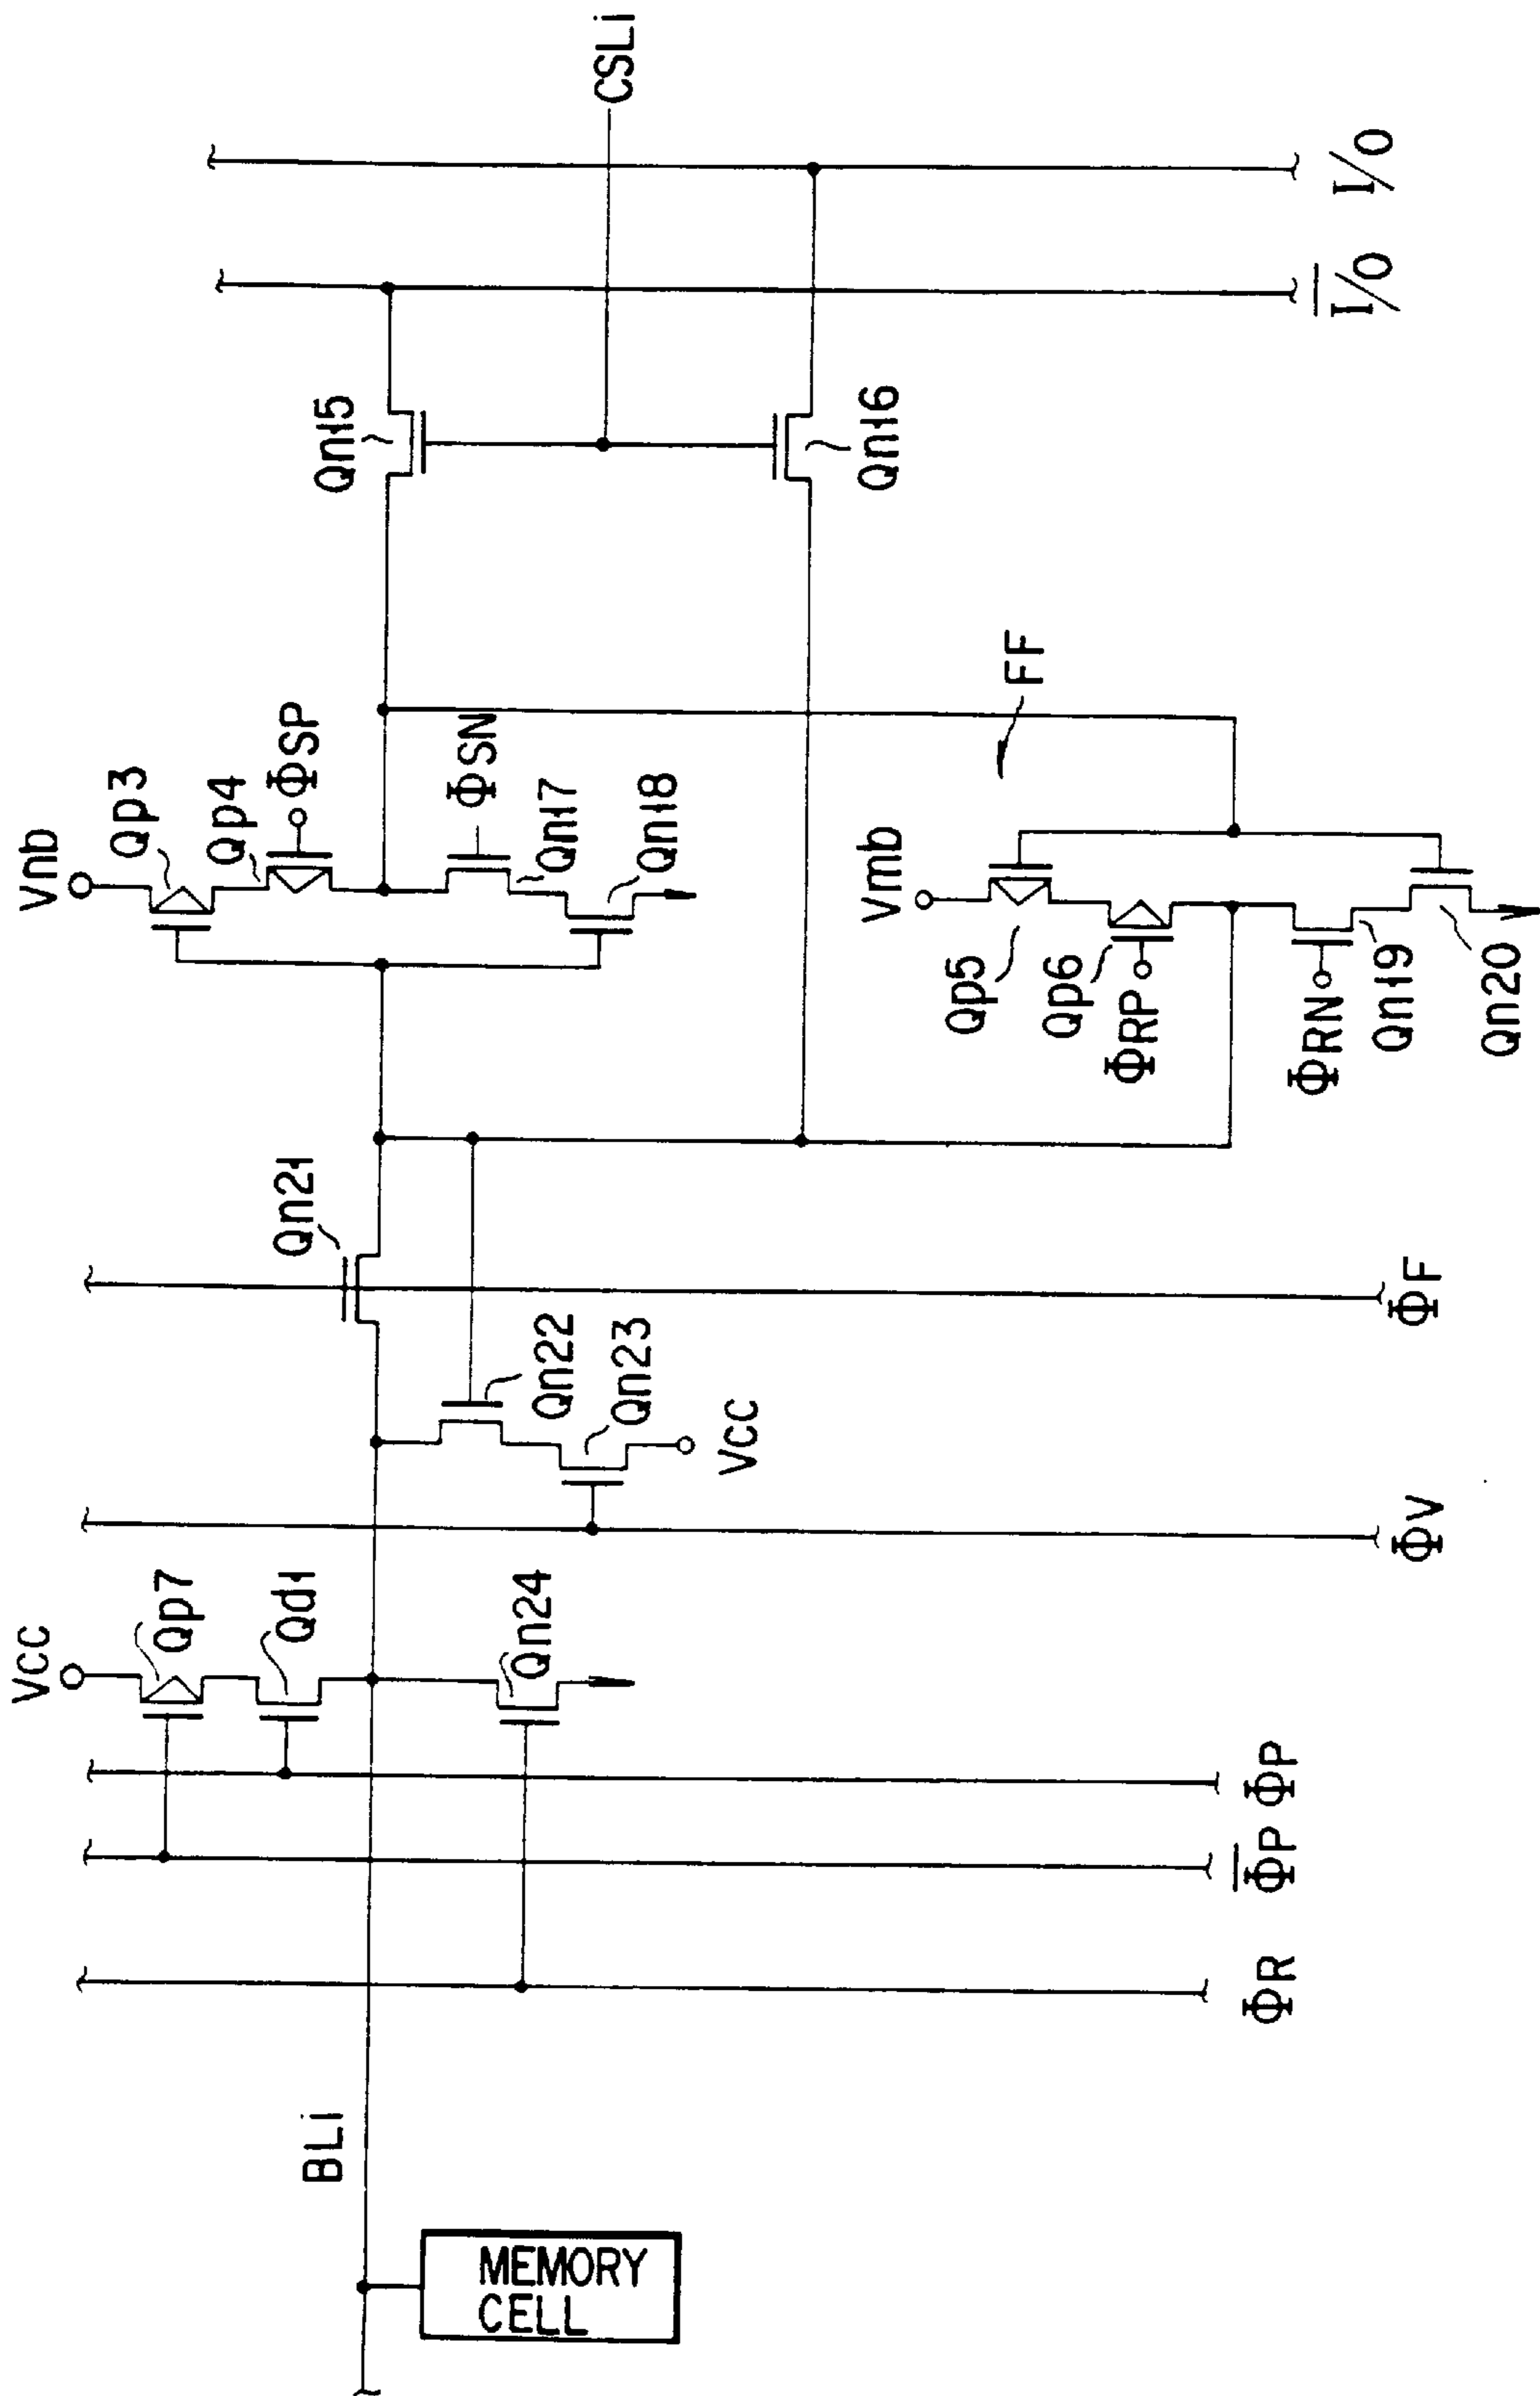 Vcc
Qp7
Qd1
Qn24
BLi
MEMORY
CELL
ΦR
Φ̅P̅
ΦP
ΦV
Qn22
Qn23
Vcc
Qn21
ΦF
Vnb
Qp3
Qp4
ΦSP
ΦSN
Qn17
Qn18
FF
Vmb
Qp5
Qp6
ΦRP
ΦRN
Qn19
Qn20
Qn15
Qn16
CSLi
I̅/O
I/O